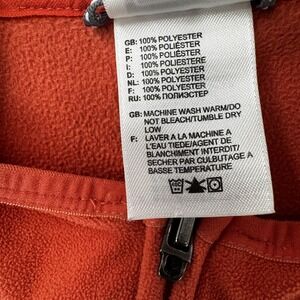 GB: 100% POLYESTER
E: 100% POLIÉSTER
P: 100% POLIÉSTER
I: 100% POLIESTERE
D: 100% POLYESTER
NL: 100% POLYESTER
F: 100% POLYESTER
RU: 100% ПОЛИЭСТЕР
GB: MACHINE WASH WARM/DO
NOT BLEACH/TUMBLE DRY
LOW
F: LAVER A LA MACHINE A
L'EAU TIEDE/AGENT DE
BLANCHIMENT INTERDIT/
SECHER PAR CULBUTAGE A
BASSE TEMPERATURE